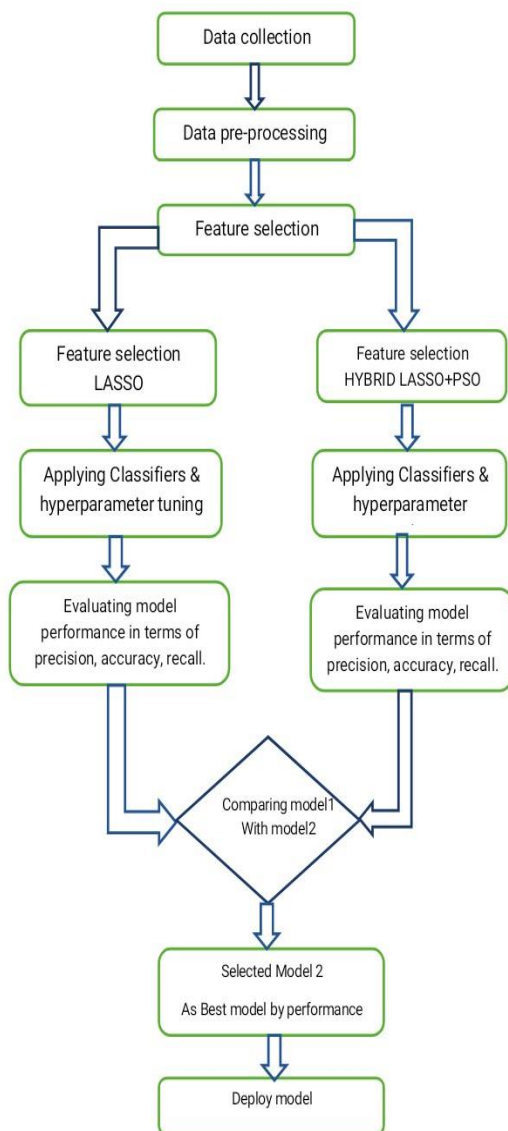 Data collection
Data pre-processing
Feature selection
Feature selection
LASSO
Feature selection
HYBRID LASSO+PSO
Applying Classifiers &
hyperparameter tuning
Applying Classifiers &
hyperparameter
Evaluating model
performance in terms of
precision, accuracy, recall.
Evaluating model
performance in terms of
precision, accuracy, recall.
Comparing model1
With model2
Selected Model 2
As Best model by performance
Deploy model